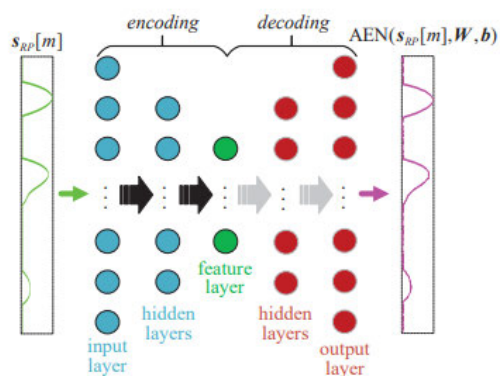 encoding decoding
s_RP[m]
AEN(s_RP[m],W,b)
feature
layer
hidden
layers
hidden
layers
input
layer
output
layer